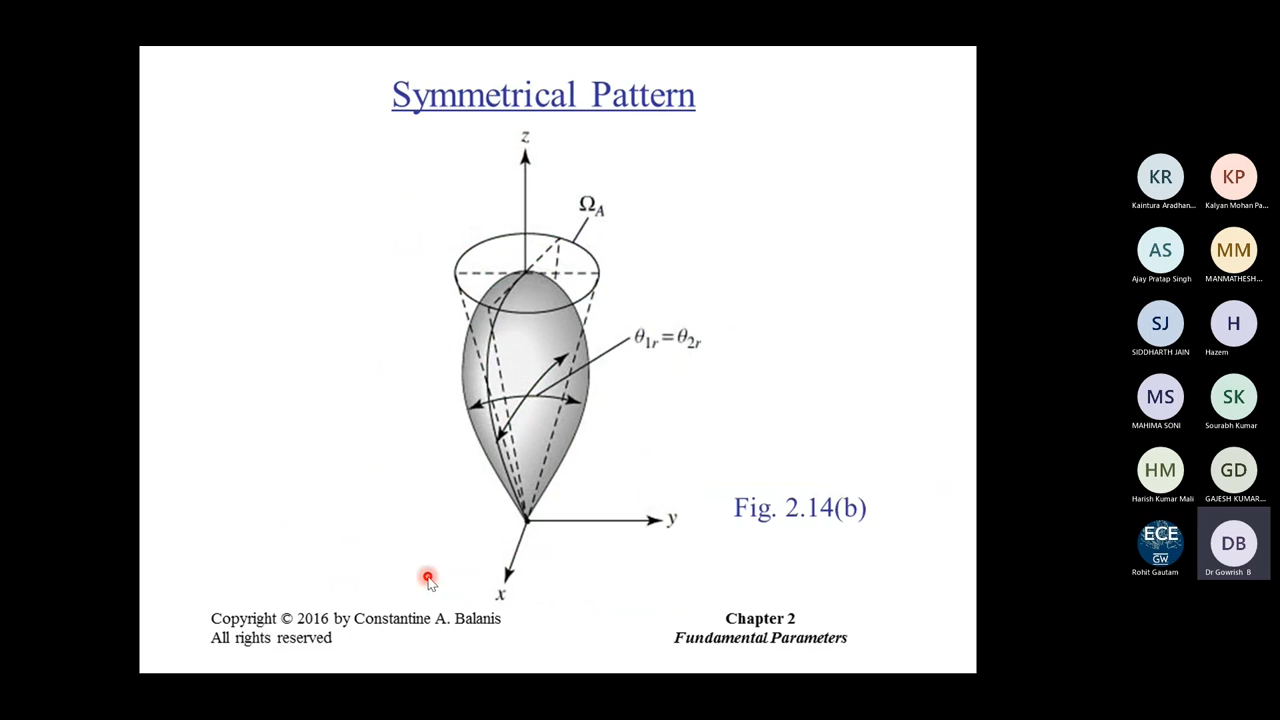 Symmetrical Pattern
z
Ω_A
θ_1r = θ_2r
y
Fig. 2.14(b)
x
Copyright © 2016 by Constantine A. Balanis
All rights reserved
Chapter 2
Fundamental Parameters
KR
Kaintura Aradhan...
KP
Kalyan Mohan Pa...
AS
Ajay Pratap Singh
MM
MANMATHESH...
SJ
SIDDHARTH JAIN
H
Hazem
MS
MAHIMA SONI
SK
Sourabh Kumar
HM
Harish Kumar Mali
GD
GAJESH KUMAR...
ECE
GW
Rohit Gautam
DB
Dr Gowrish B